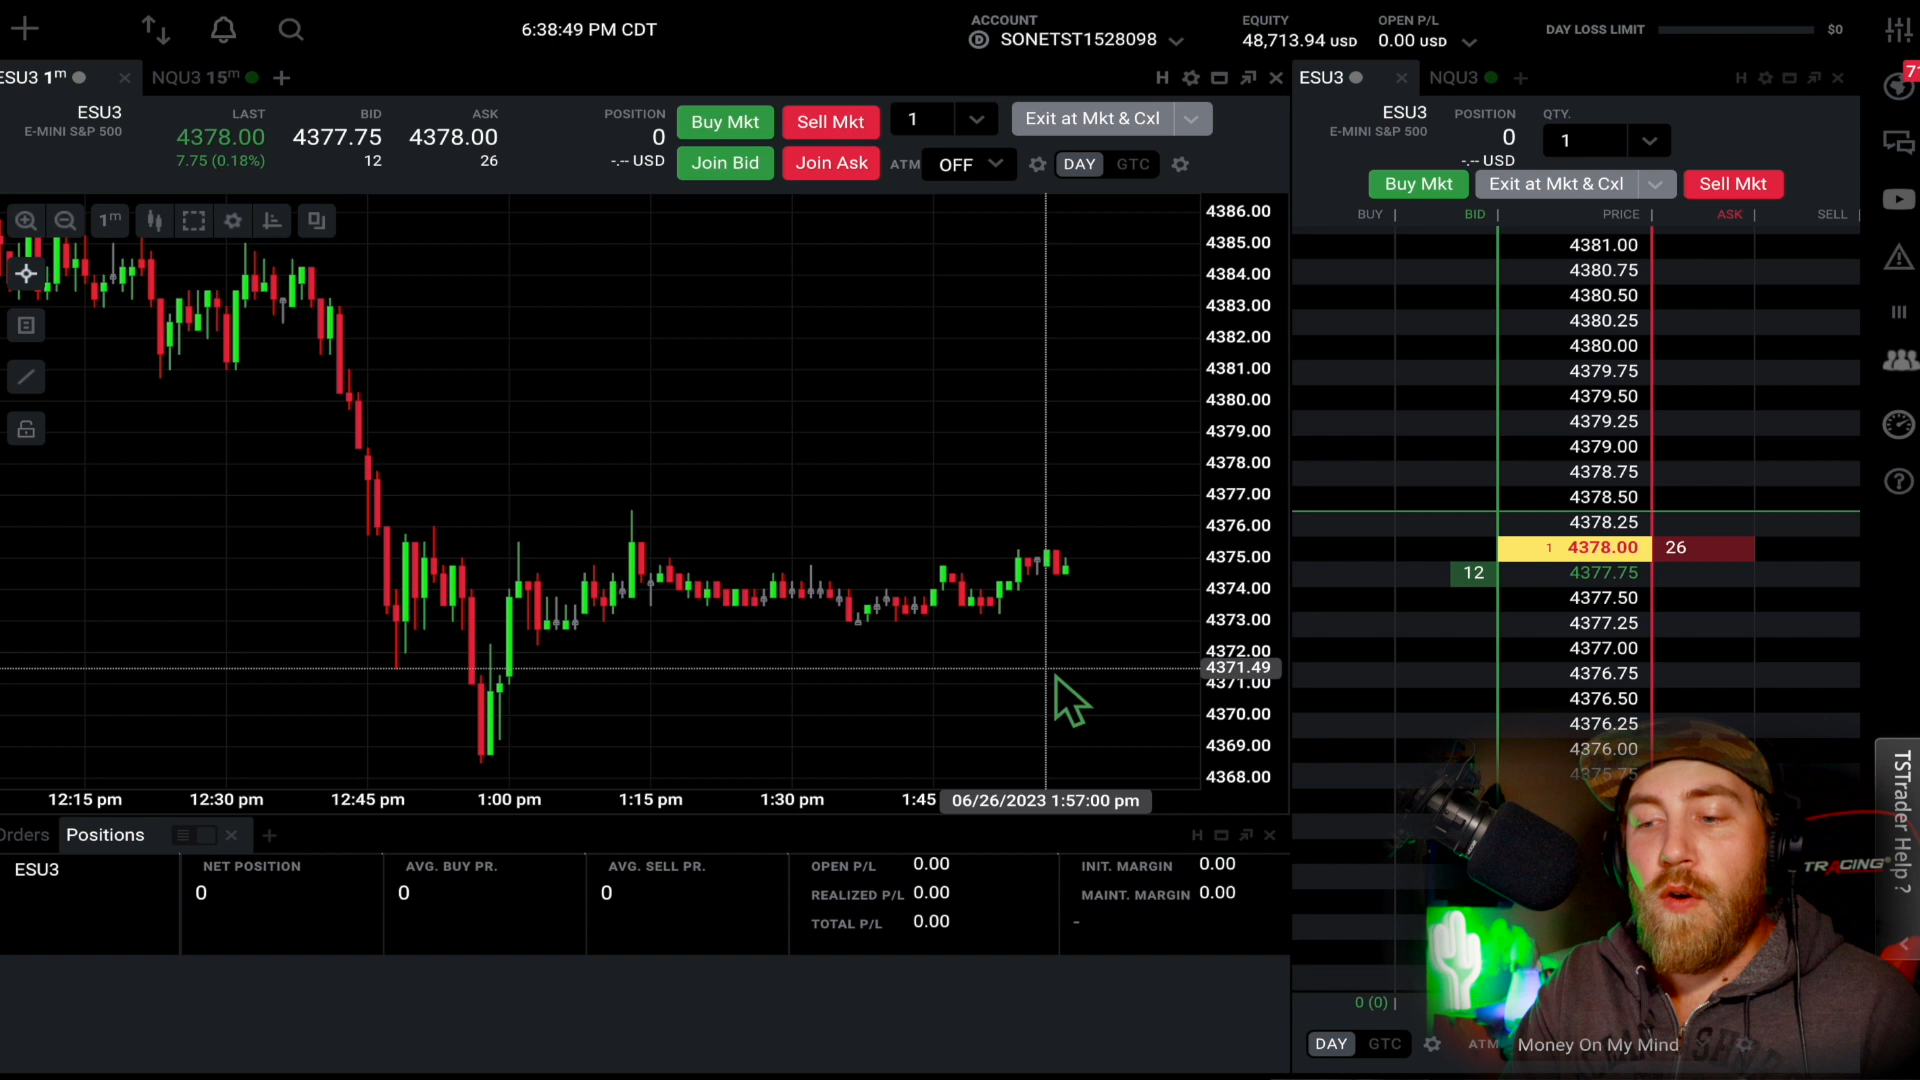 6:38:49 PM CDT
ACCOUNT
D SONETST1528098
EQUITY
48,713.94 USD
OPEN P/L
0.00 USD
DAY LOSS LIMIT
$0
ESU3 1m
NQU3 15m
H
ESU3
E-MINI S&P 500
LAST
4378.00
7.75 (0.18%)
BID
4377.75
12
ASK
4378.00
26
POSITION
0
-.-- USD
Buy Mkt
Sell Mkt
1
Exit at Mkt & Cxl
Join Bid
Join Ask
ATM
OFF
DAY
GTC
1m
4386.00
4385.00
4384.00
4383.00
4382.00
4381.00
4380.00
4379.00
4378.00
4377.00
4376.00
4375.00
4374.00
4373.00
4372.00
4371.49
4371.00
4370.00
4369.00
4368.00
12:15 pm
12:30 pm
12:45 pm
1:00 pm
1:15 pm
1:30 pm
1:45
06/26/2023 1:57:00 pm
Orders
Positions
H
ESU3
NET POSITION
0
AVG. BUY PR.
0
AVG. SELL PR.
0
OPEN P/L 0.00
REALIZED P/L 0.00
TOTAL P/L 0.00
INIT. MARGIN 0.00
MAINT. MARGIN 0.00
-
ESU3
NQU3
H
ESU3
E-MINI S&P 500
POSITION
0
-.-- USD
QTY.
1
Buy Mkt
Exit at Mkt & Cxl
Sell Mkt
BUY
BID
PRICE
ASK
SELL
4381.00
4380.75
4380.50
4380.25
4380.00
4379.75
4379.50
4379.25
4379.00
4378.75
4378.50
4378.25
1 4378.00 26
12 4377.75
4377.50
4377.25
4377.00
4376.75
4376.50
4376.25
4376.00
4375.75
0 (0)
DAY
GTC
ATM
Money On My Mind
71
TSTrader Help ?
TRACING